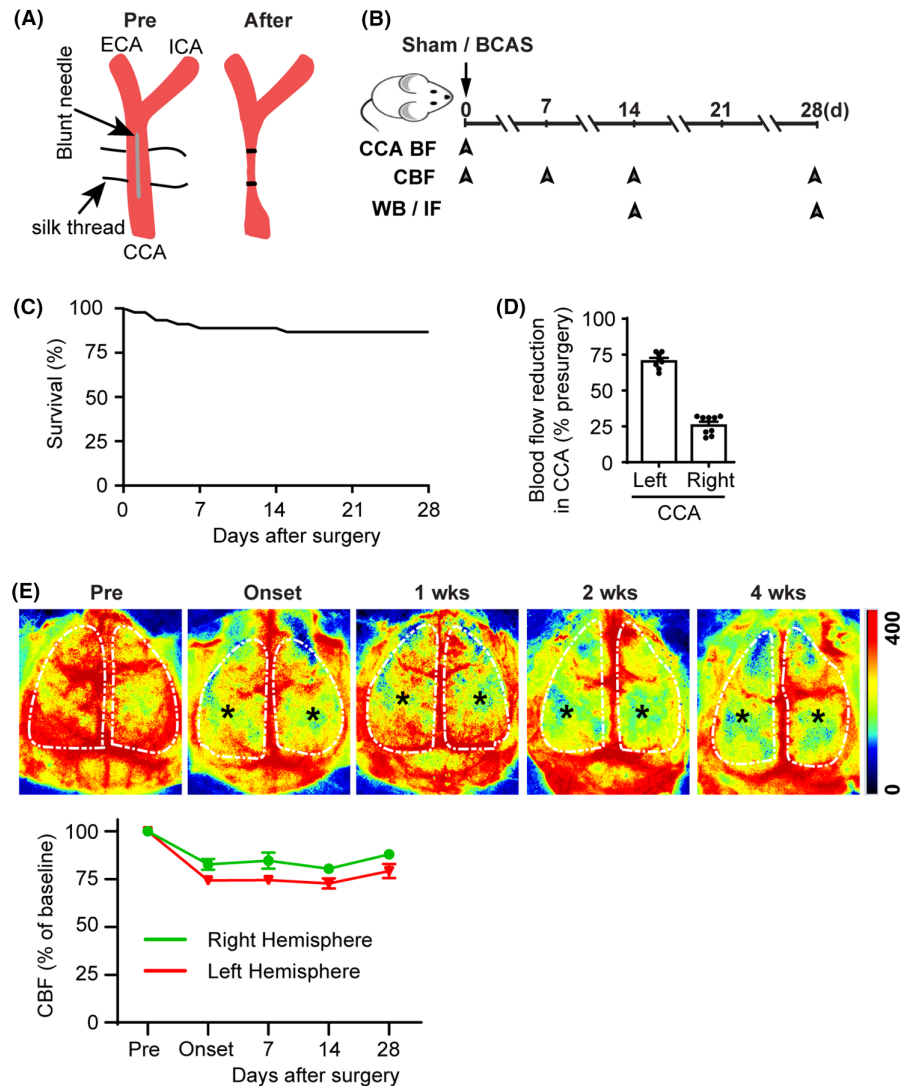 (A)
Pre
After
ECA
ICA
Blunt needle
silk thread
CCA
(B)
Sham / BCAS
0
7
14
21
28(d)
CCA BF
CBF
WB / IF
(C)
100
75
50
25
0
Survival (%)
0
7
14
21
28
Days after surgery
(D)
100
75
50
25
0
Blood flow reduction
in CCA (% presurgery)
Left
Right
CCA
(E)
Pre
Onset
1 wks
2 wks
4 wks
*
*
*
*
*
*
*
*
400
0
100
75
50
25
0
CBF (% of baseline)
Right Hemisphere
Left Hemisphere
Pre
Onset
7
14
28
Days after surgery